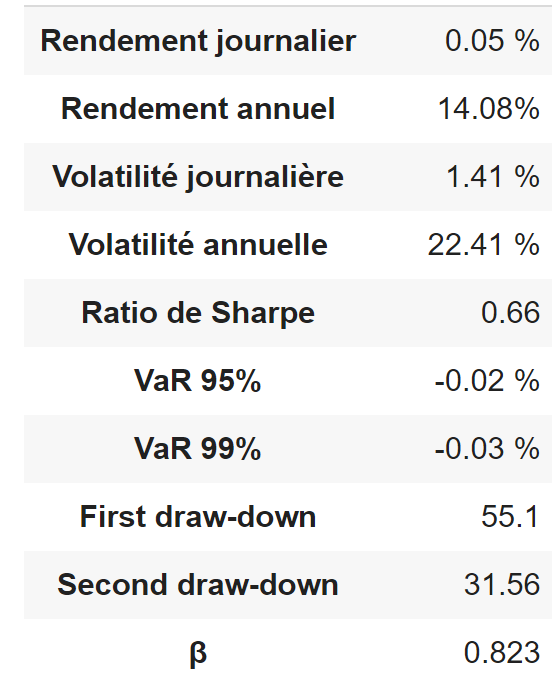 Rendement journalier 0.05 %
Rendement annuel 14.08%
Volatilité journalière 1.41 %
Volatilité annuelle 22.41 %
Ratio de Sharpe 0.66
VaR 95% -0.02 %
VaR 99% -0.03 %
First draw-down 55.1
Second draw-down 31.56
β 0.823